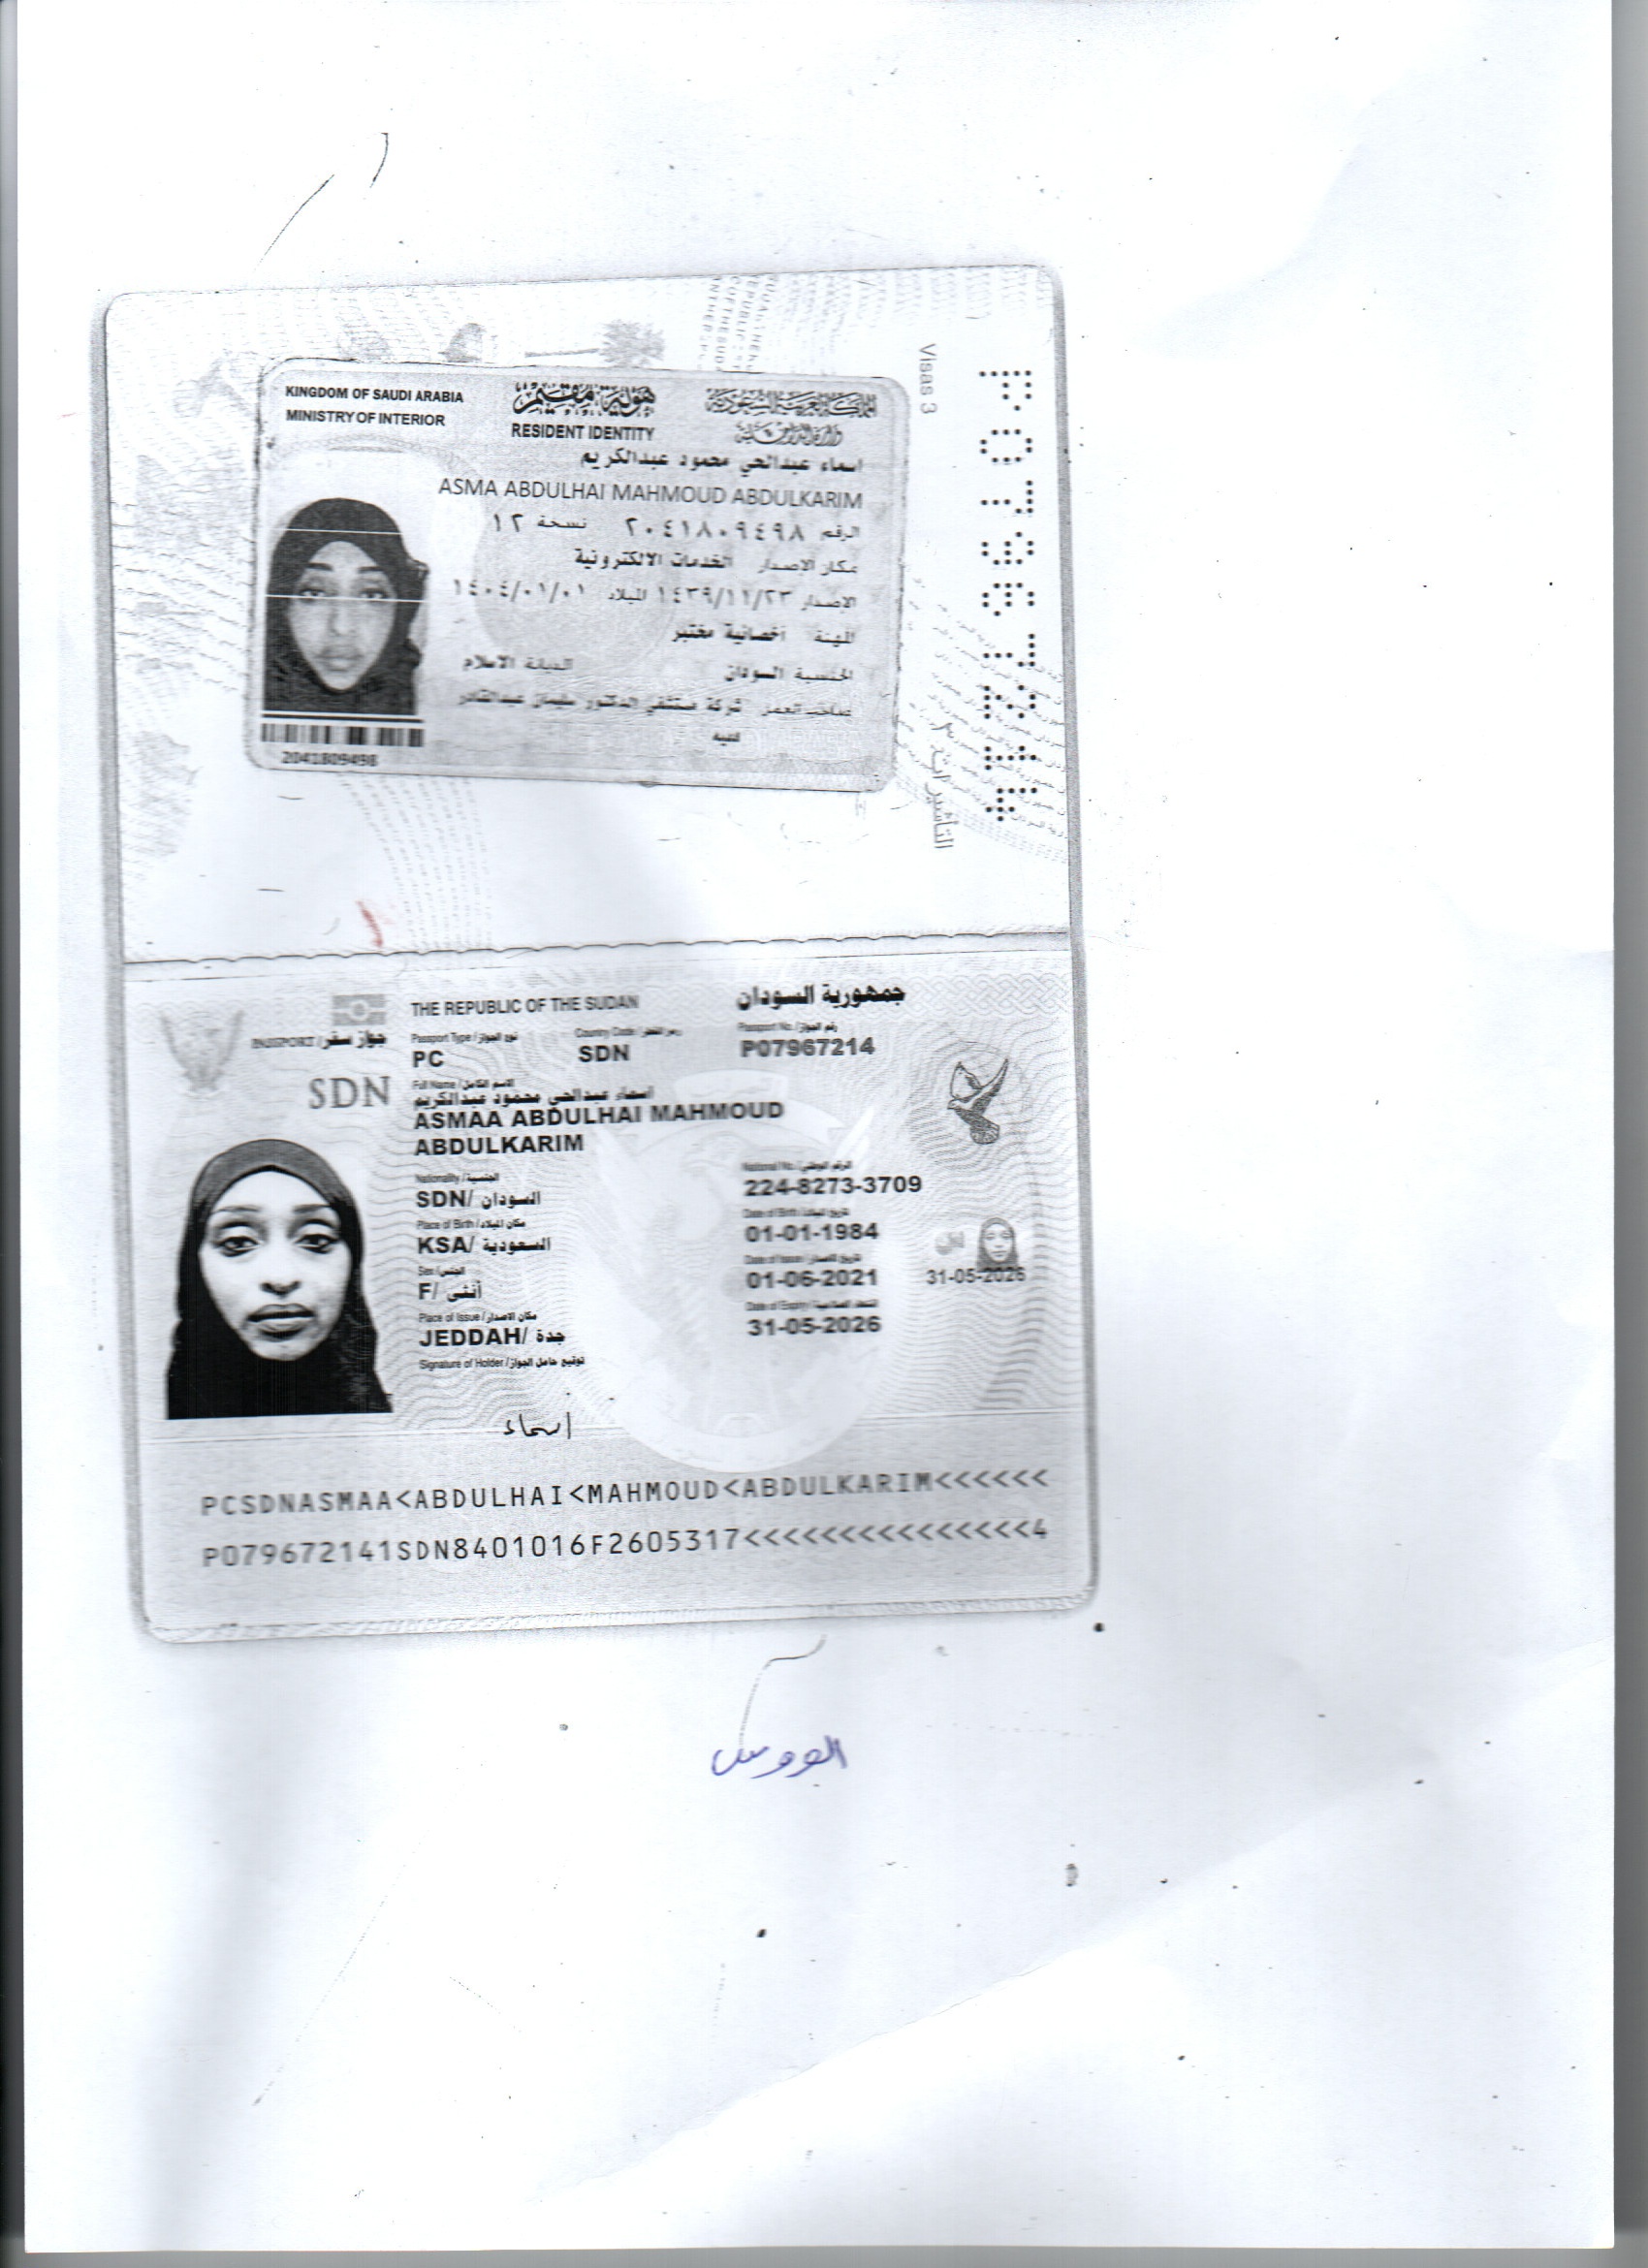 KINGDOM OF SAUDI ARABIA
MINISTRY OF INTERIOR
هوية مقيم
RESIDENT IDENTITY
المملكة العربية السعودية
وزارة الداخلية
اسماء عبدالحي محمود عبدالكريم
ASMA ABDULHAI MAHMOUD ABDULKARIM
الرقم ٢٠٤١٨٠٩٤٩٨ نسخة ١٢
مكان الاصدار الخدمات الالكترونية
الإصدار ١٤٣٩/١١/٢٣ الميلاد ١٤٠٤/٠١/٠١
المهنة اخصائية مختبر
الجنسية السودان الديانة الاسلام
صاحب العمل شركة مستشفي الدكتور سليمان عبدالقادر
فقيه
2041809498
Visas 3
التأشيرات ٣
P07967214
THE REPUBLIC OF THE SUDAN
جمهورية السودان
PASSPORT / جواز سفر
SDN
Passport Type / نوع الجواز
PC
Country Code / رمز القطر
SDN
Passport No. / رقم الجواز
P07967214
Full Name / الاسم الكامل
اسماء عبدالحي محمود عبدالكريم
ASMAA ABDULHAI MAHMOUD
ABDULKARIM
Nationality / الجنسية
SDN/ السودان
National No. / الرقم الوطني
224-8273-3709
Place of Birth / مكان الميلاد
KSA/ السعودية
Date of Birth / تاريخ الميلاد
01-01-1984
Sex / الجنس
F/ أنثى
Date of Issue / تاريخ الاصدار
01-06-2021
31-05-2026
Place of Issue / مكان الاصدار
JEDDAH/ جدة
Date of Expiry /
31-05-2026
Signature of Holder / توقيع حامل الجواز
اسماء
PCSDNASMAA<ABDULHAI<MAHMOUD<ABDULKARIM<<<<<<
P079672141SDN8401016F2605317<<<<<<<<<<<<<<<4